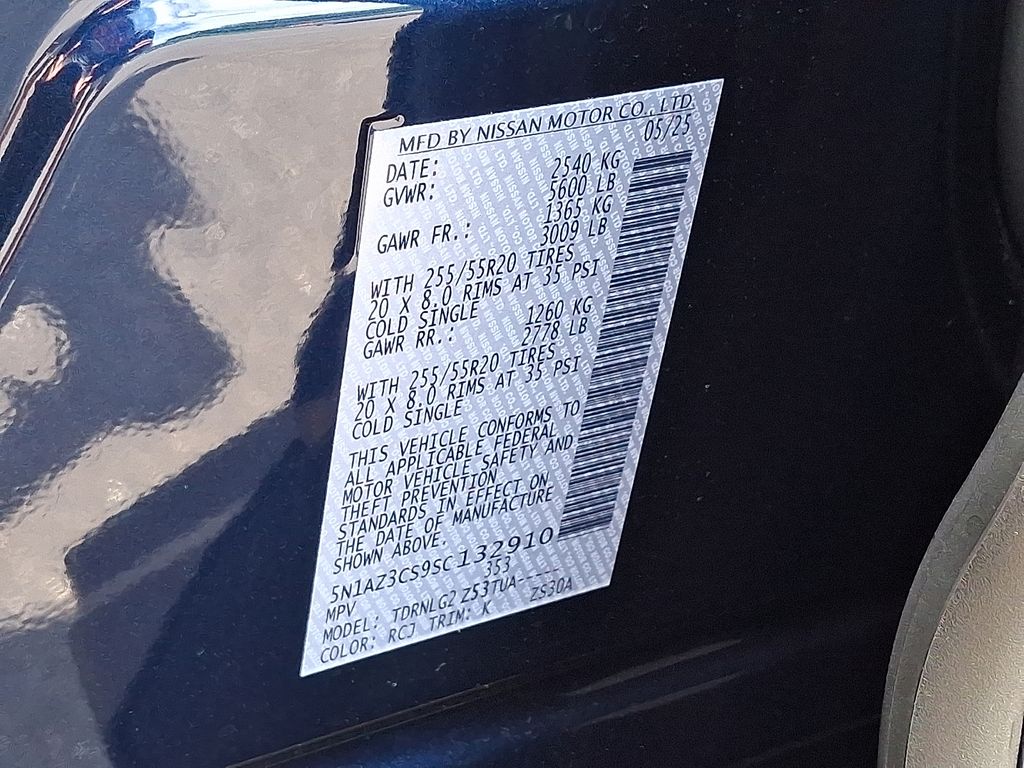 MFD BY NISSAN MOTOR CO., LTD.
DATE: 05/25
GVWR: 2540 KG
5600 LB
GAWR FR.: 1365 KG
3009 LB
WITH 255/55R20 TIRES
20 X 8.0 RIMS AT 35 PSI
COLD SINGLE
GAWR RR.: 1260 KG
2778 LB
WITH 255/55R20 TIRES
20 X 8.0 RIMS AT 35 PSI
COLD SINGLE
THIS VEHICLE CONFORMS TO
ALL APPLICABLE FEDERAL
MOTOR VEHICLE SAFETY AND
THEFT PREVENTION
STANDARDS IN EFFECT ON
THE DATE OF MANUFACTURE
SHOWN ABOVE.
5N1AZ3CS9SC132910
MPV 353
MODEL: TDRNLG2 Z53TUA-----
COLOR: RCJ TRIM: K ZS30A